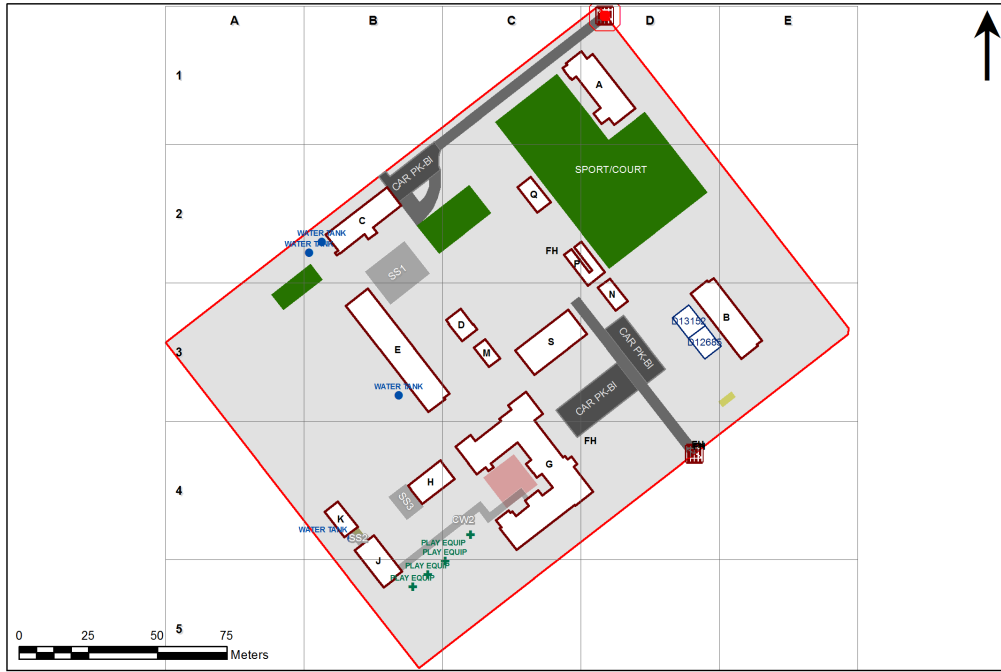 A B C D E
1
A
CAR PK-BI
SPORT/COURT
Q
2
C
WATER TANK
WATER TANK
FH
P
SS1
N
D13152
B
D
CAR PK-BI
D12685
S
E
M
3
WATER TANK
CAR PK-BI
FH
FH
G
H
4
SS3
K
CW2
WATER TANK
SS2
PLAY EQUIP
PLAY EQUIP
J
PLAY EQUIP
PLAY EQUIP
5
0 25 50 75
Meters